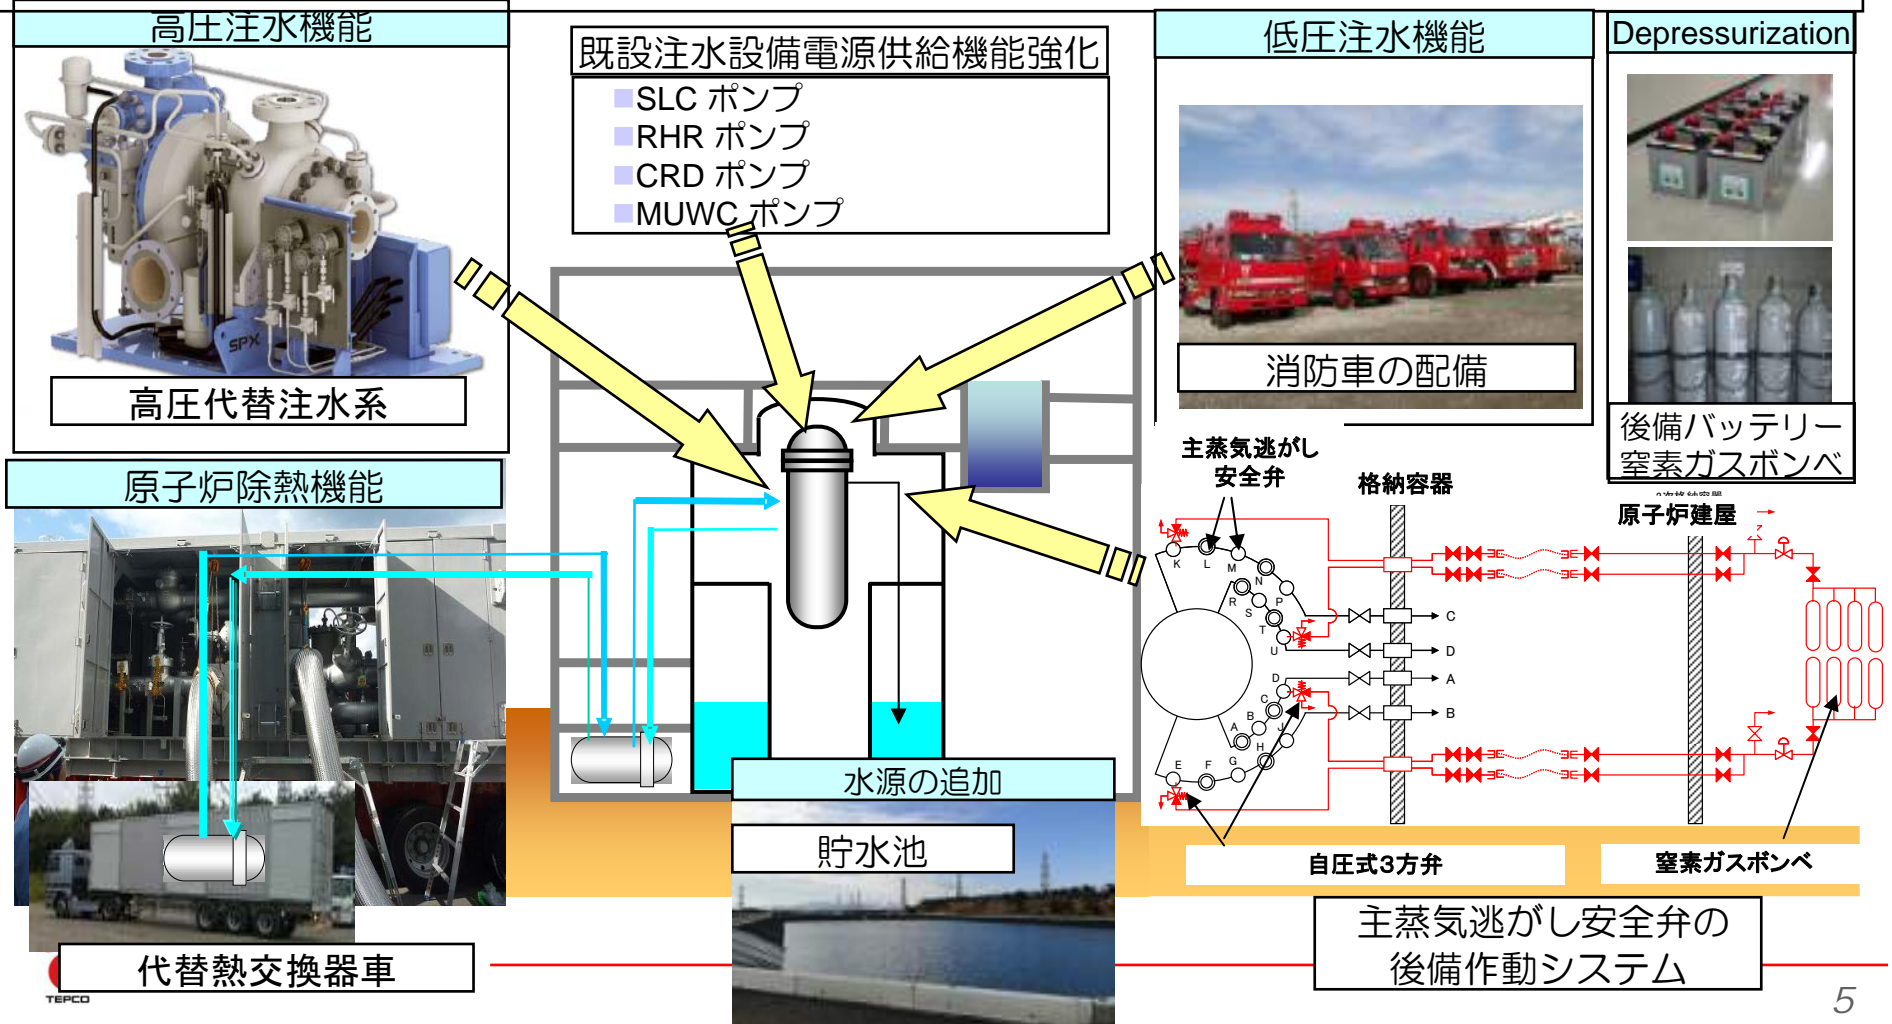 高圧注水機能
SPX
高圧代替注水系
既設注水設備電源供給機能強化
SLC ポンプ
RHR ポンプ
CRD ポンプ
MUWC ポンプ
低圧注水機能
消防車の配備
Depressurization
後備バッテリー
窒素ガスボンベ
原子炉除熱機能
代替熱交換器車
TEPCO
水源の追加
貯水池
主蒸気逃がし
安全弁
格納容器
原子炉建屋
K
L
M
N
P
R
S
T
U
C
D
A
B
D
C
B
A
J
H
G
F
E
自圧式3方弁
窒素ガスボンベ
主蒸気逃がし安全弁の
後備作動システム
5